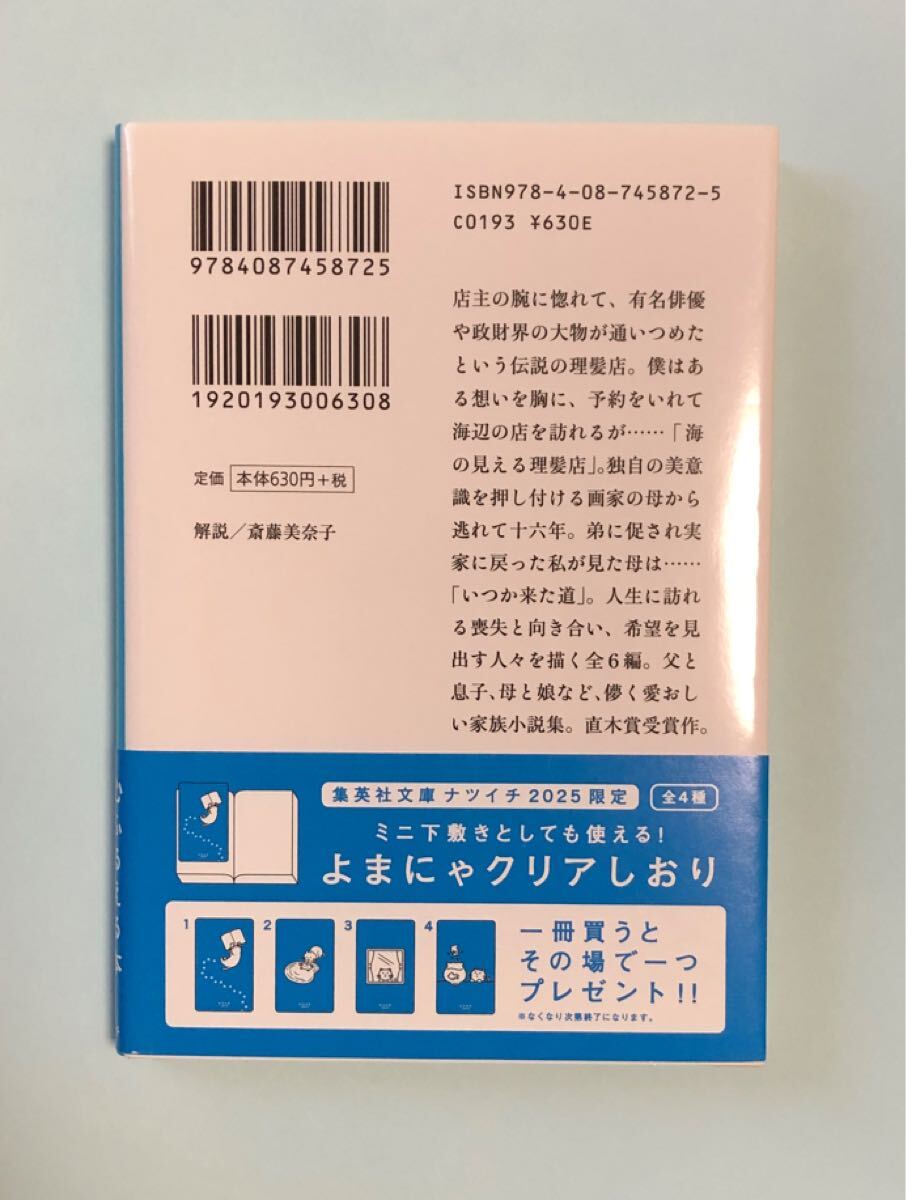 9784087458725
1920193006308
定価 本体630円+税
解説／斎藤美奈子
ISBN978-4-08-745872-5
C0193 ¥630E
店主の腕に惚れて、有名俳優
や政財界の大物が通いつめた
という伝説の理髪店。僕はあ
る想いを胸に、予約をいれて
海辺の店を訪れるが……「海
の見える理髪店」。独自の美意
識を押し付ける画家の母から
逃れて十六年。弟に促され実
家に戻った私が見た母は……
「いつか来た道」。人生に訪れ
る喪失と向き合い、希望を見
出す人々を描く全6編。父と
息子、母と娘など、儚く愛おし
い家族小説集。直木賞受賞作。
集英社文庫ナツイチ2025限定 全4種
ミニ下敷きとしても使える!
よまにゃクリアしおり
1 2 3 4
一冊買うと
その場で一つ
プレゼント!!
※なくなり次第終了になります。